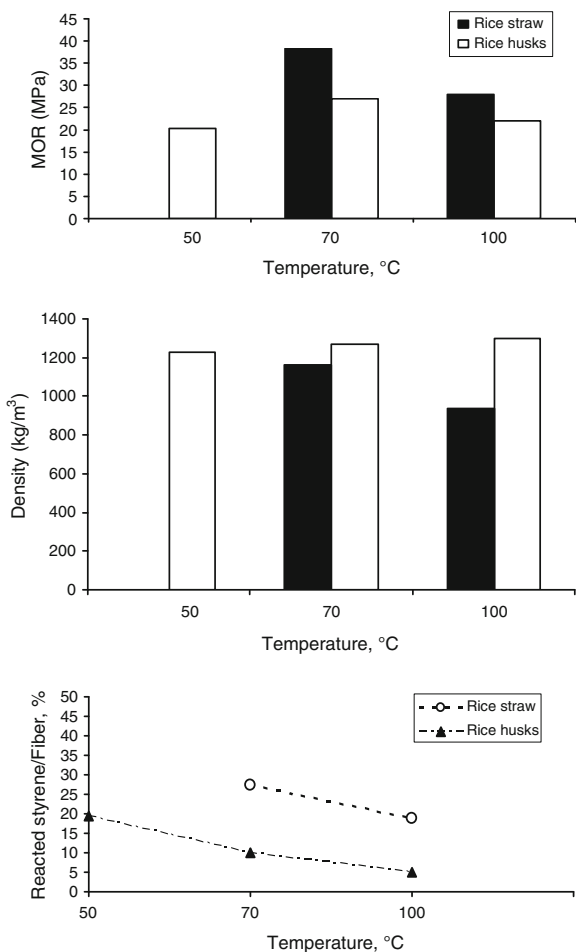 45
40
35
30
25
20
15
10
5
0
MOR (MPa)
Rice straw
Rice husks
50 70 100
Temperature, °C
1400
1200
1000
800
600
400
200
0
Density (kg/m³)
50 70 100
Temperature, °C
50
45
40
35
30
25
20
15
10
5
0
Reacted styrene/Fiber, %
Rice straw
Rice husks
50 70 100
Temperature, °C